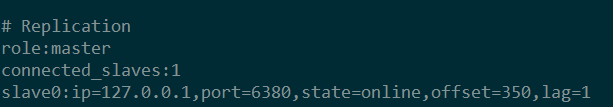 # Replication
role:master
connected_slaves:1
slave0:ip=127.0.0.1,port=6380,state=online,offset=350,lag=1